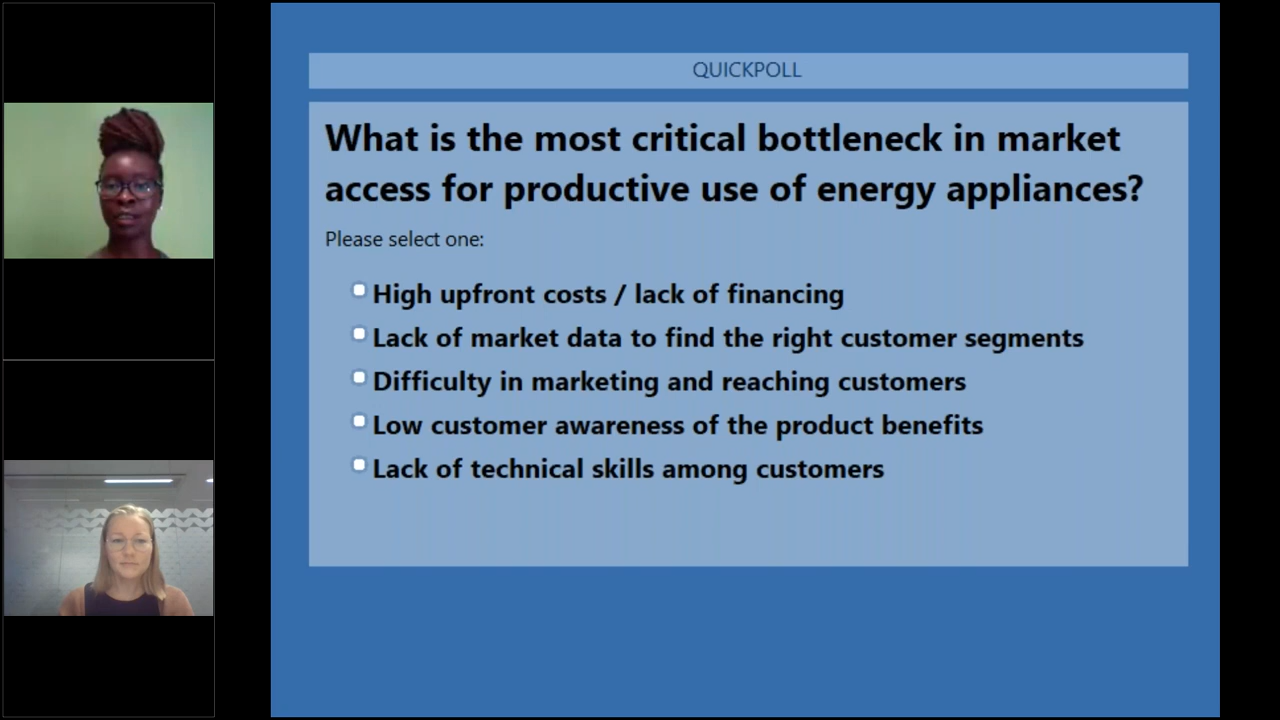 QUICKPOLL
What is the most critical bottleneck in market
access for productive use of energy appliances?
Please select one:
High upfront costs / lack of financing
Lack of market data to find the right customer segments
Difficulty in marketing and reaching customers
Low customer awareness of the product benefits
Lack of technical skills among customers